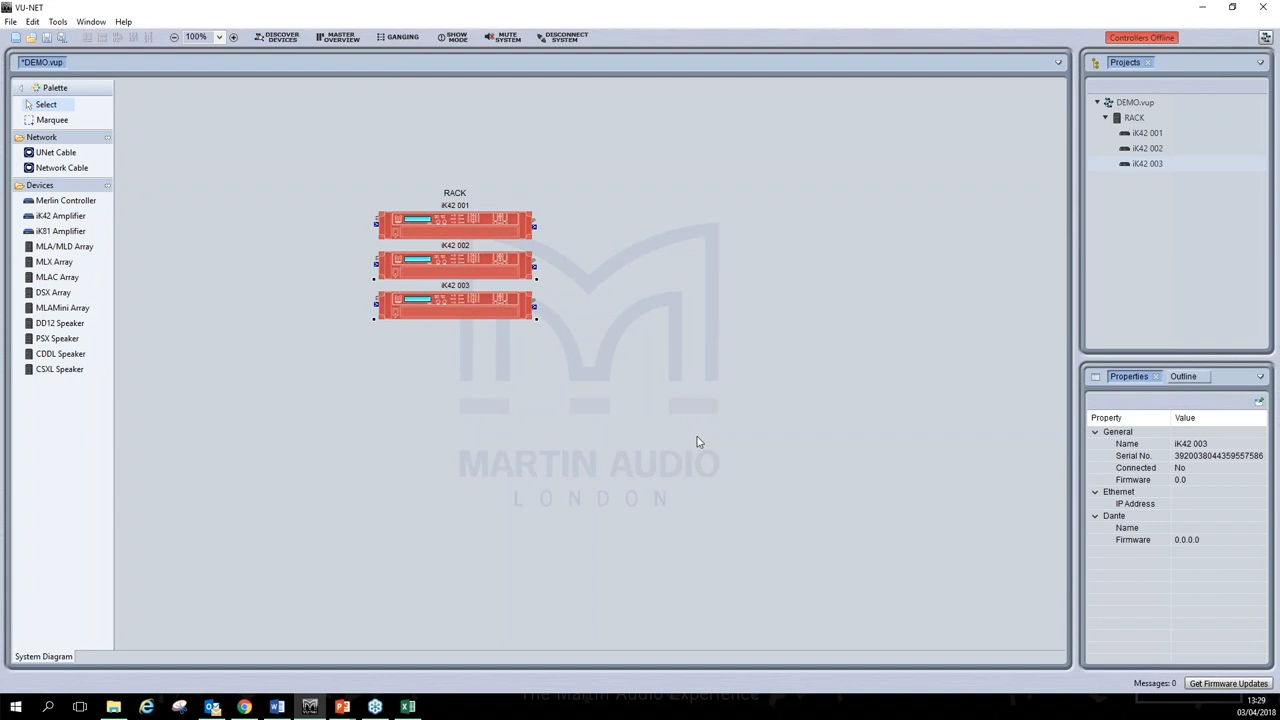 VU-NET
File Edit Tools Window Help
100% DISCOVER DEVICES MASTER OVERVIEW GANGING SHOW MODE MUTE SYSTEM DISCONNECT SYSTEM Controllers Offline
*DEMO.vup
Palette
Select
Marquee
Network
UNet Cable
Network Cable
Devices
Merlin Controller
iK42 Amplifier
iK81 Amplifier
MLA/MLD Array
MLX Array
MLAC Array
DSX Array
MLAMini Array
DD12 Speaker
PSX Speaker
CDDL Speaker
CSXL Speaker
RACK
iK42 001
iK42 002
iK42 003
MARTIN AUDIO
LONDON
System Diagram
Projects
DEMO.vup
RACK
iK42 001
iK42 002
iK42 003
Properties Outline
Property Value
General
Name iK42 003
Serial No. 3920038044359557586
Connected No
Firmware 0.0
Ethernet
IP Address
Dante
Name
Firmware 0.0.0.0
Messages: 0 Get Firmware Updates
The Martin Audio Experience
13:29
03/04/2018